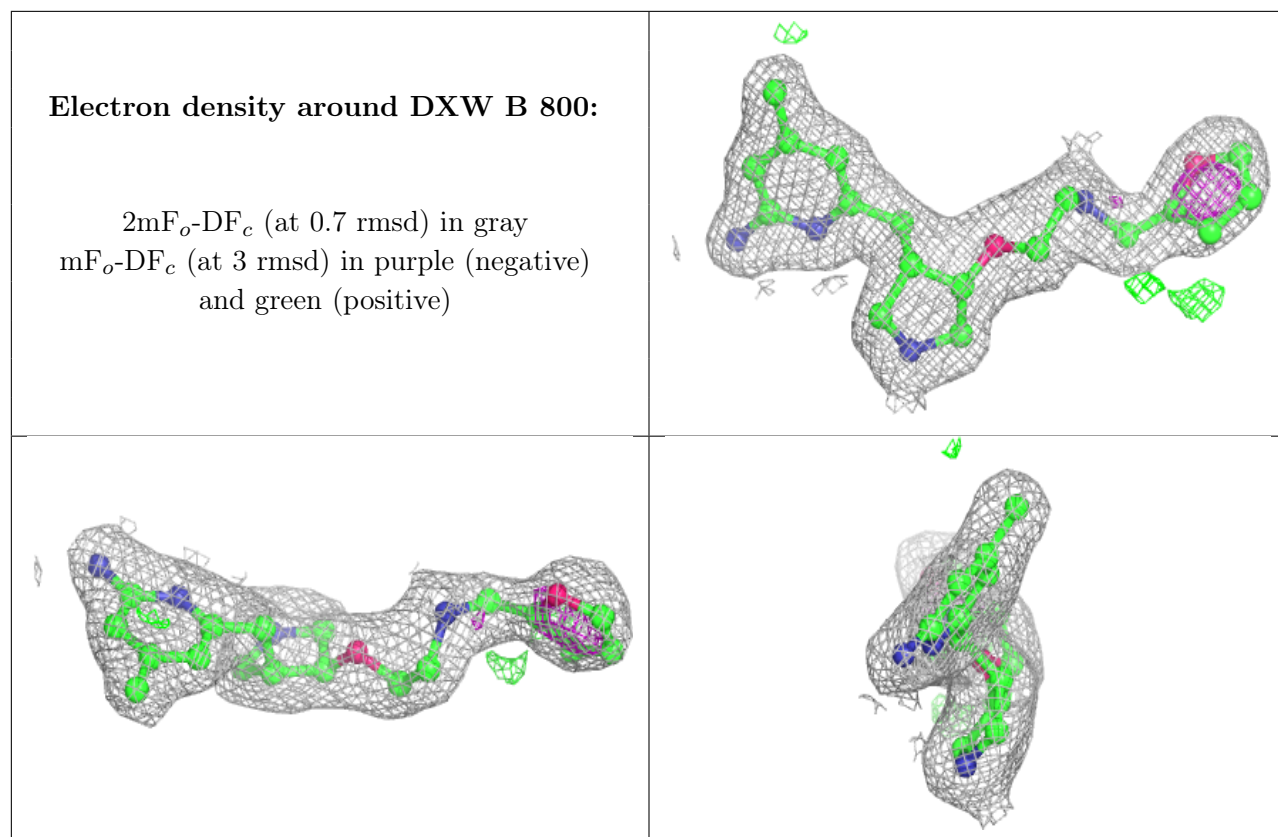 Electron density around DXW B 800:
2mFo-DFc (at 0.7 rmsd) in gray
mFo-DFc (at 3 rmsd) in purple (negative)
and green (positive)